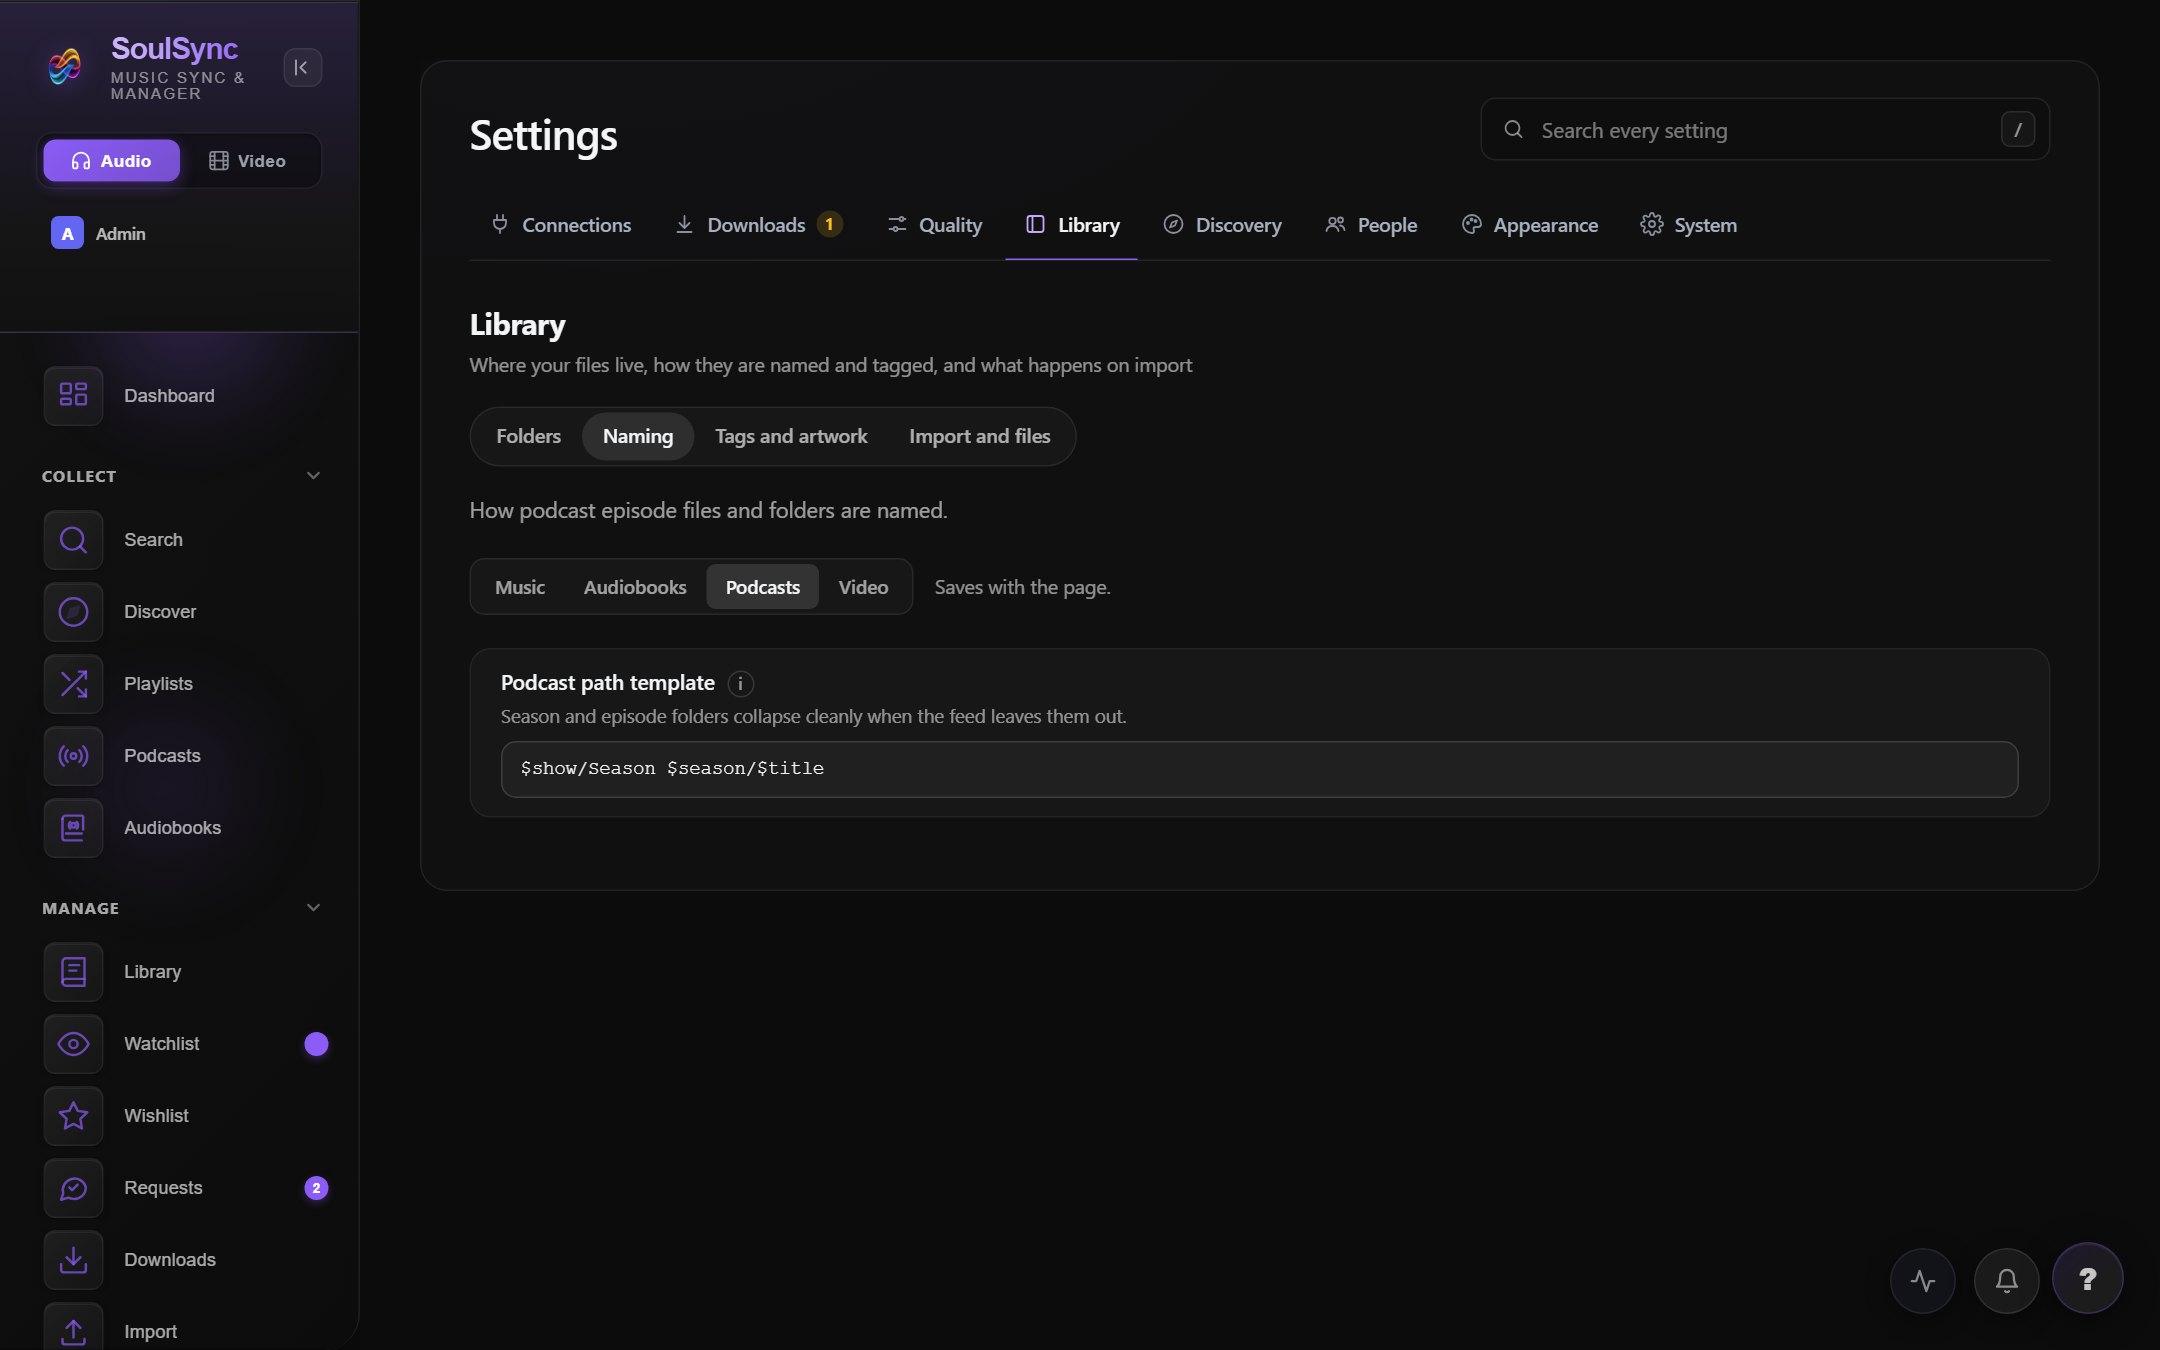 SoulSync
MUSIC SYNC &
MANAGER
Audio
Video
A
Admin
Dashboard
COLLECT
Search
Discover
Playlists
Podcasts
Audiobooks
MANAGE
Library
Watchlist
Wishlist
Requests
2
Downloads
Import
Settings
Search every setting
/
Connections
Downloads 1
Quality
Library
Discovery
People
Appearance
System
Library
Where your files live, how they are named and tagged, and what happens on import
Folders
Naming
Tags and artwork
Import and files
How podcast episode files and folders are named.
Music
Audiobooks
Podcasts
Video
Saves with the page.
Podcast path template i
Season and episode folders collapse cleanly when the feed leaves them out.
$show/Season $season/$title
?